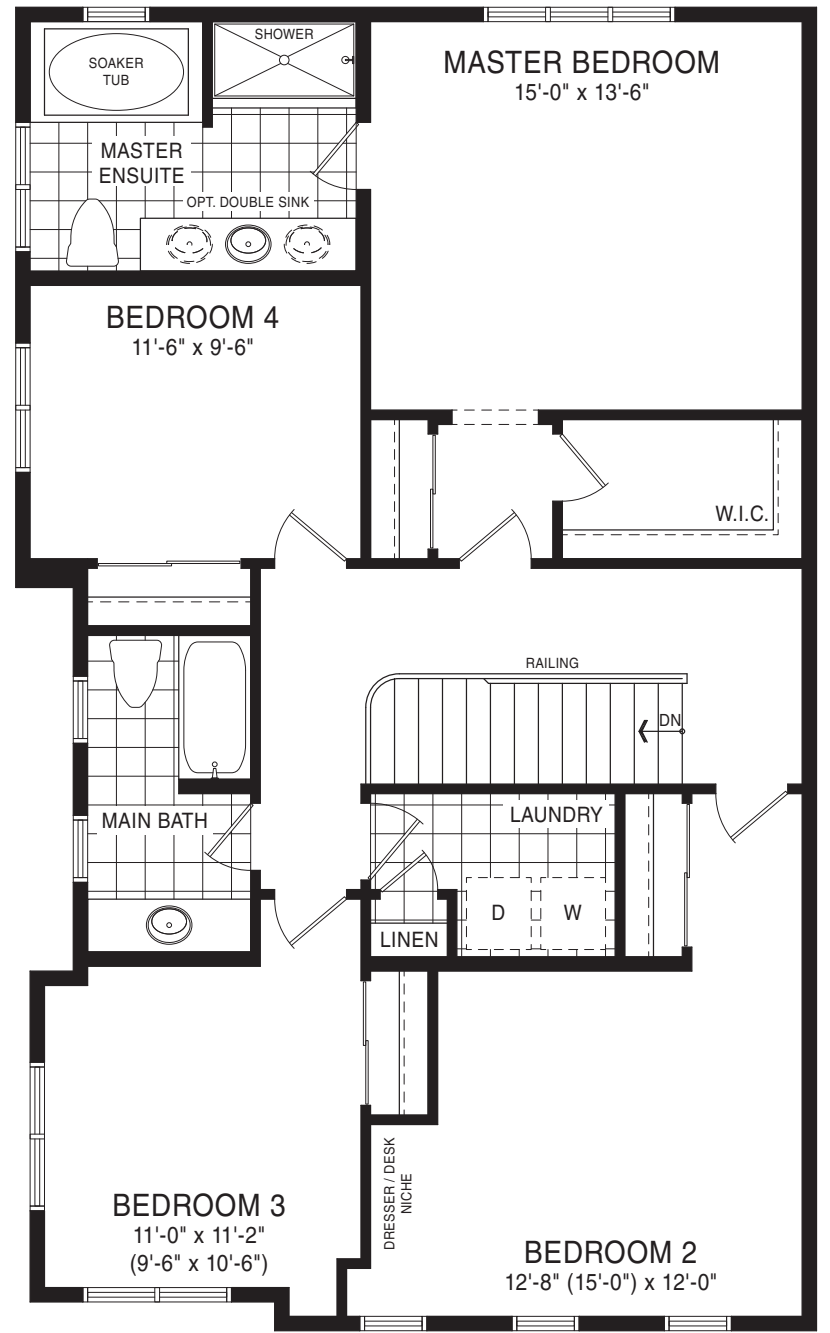 SHOWER
SOAKER
TUB
MASTER BEDROOM
15'-0" x 13'-6"
MASTER
ENSUITE
OPT. DOUBLE SINK
BEDROOM 4
11'-6" x 9'-6"
W.I.C.
RAILING
DN
MAIN BATH
LAUNDRY
D
W
LINEN
DRESSER / DESK
NICHE
BEDROOM 3
11'-0" x 11'-2"
(9'-6" x 10'-6")
BEDROOM 2
12'-8" (15'-0") x 12'-0"